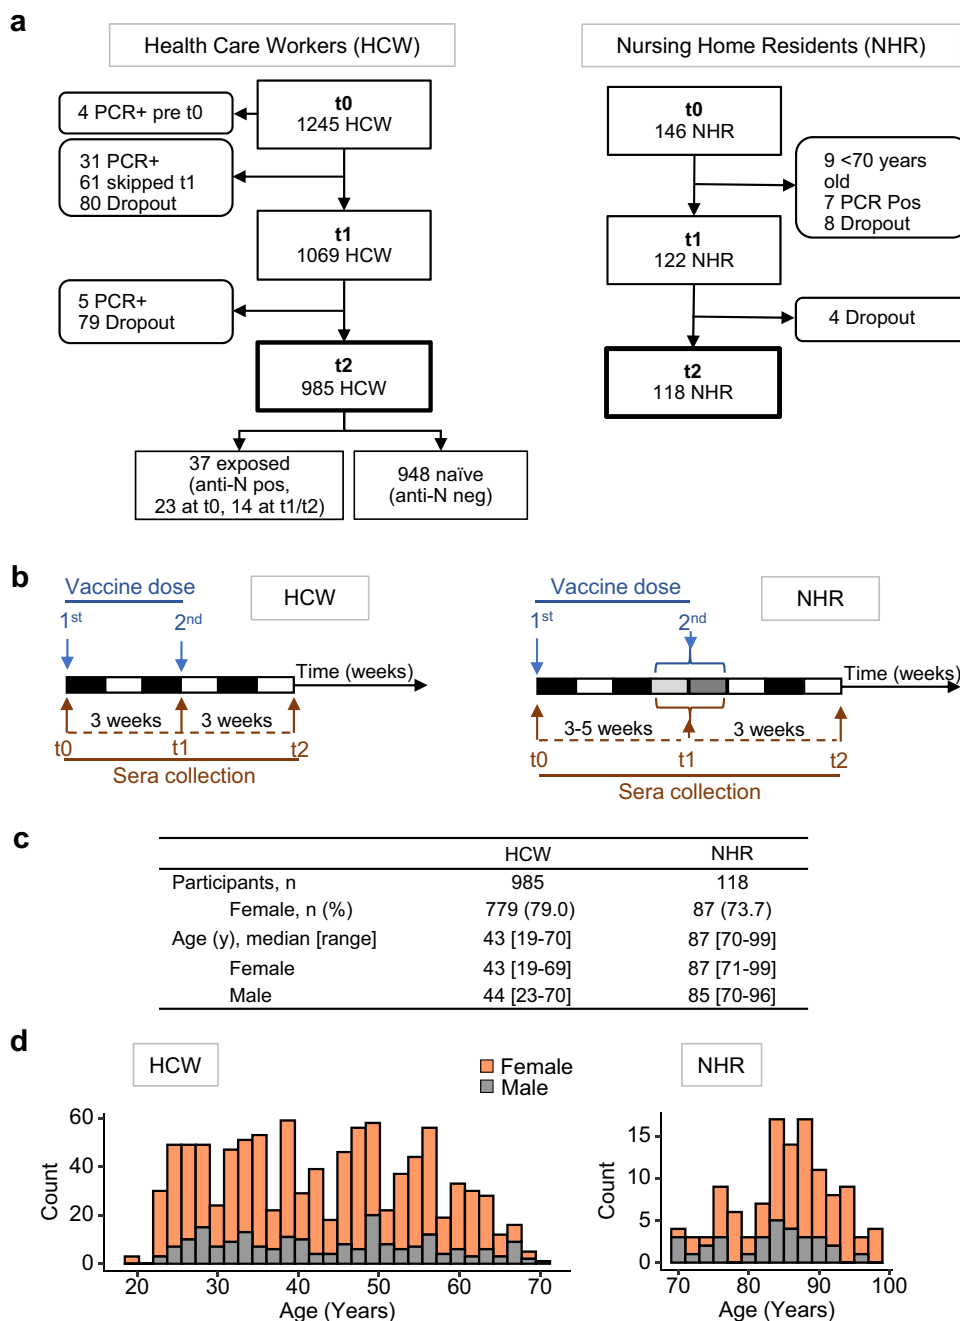 a
Health Care Workers (HCW)
Nursing Home Residents (NHR)
t0
1245 HCW
4 PCR+ pre t0
31 PCR+
61 skipped t1
80 Dropout
t1
1069 HCW
5 PCR+
79 Dropout
t2
985 HCW
37 exposed
(anti-N pos,
23 at t0, 14 at t1/t2)
948 naïve
(anti-N neg)
t0
146 NHR
9 <70 years
old
7 PCR Pos
8 Dropout
t1
122 NHR
4 Dropout
t2
118 NHR
b
Vaccine dose
HCW
1st
2nd
Time (weeks)
3 weeks
3 weeks
t0
t1
t2
Sera collection
Vaccine dose
NHR
1st
2nd
Time (weeks)
3-5 weeks
3 weeks
t0
t1
t2
Sera collection
c
HCW NHR
Participants, n 985 118
Female, n (%) 779 (79.0) 87 (73.7)
Age (y), median [range] 43 [19-70] 87 [70-99]
Female 43 [19-69] 87 [71-99]
Male 44 [23-70] 85 [70-96]
d
HCW
Female
Male
NHR
60
40
20
0
Count
20 30 40 50 60 70
Age (Years)
15
10
5
0
Count
70 80 90 100
Age (Years)